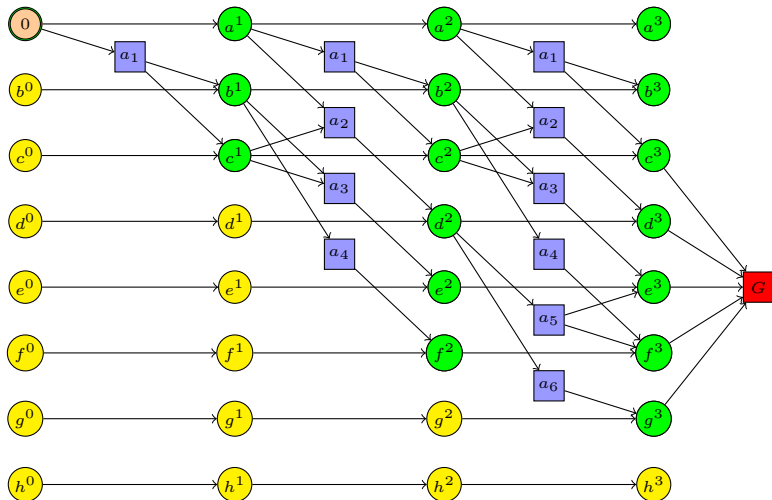 0 a¹ a² a³
a₁ a₁ a₁
b⁰ b¹ b² b³
a₂ a₂
c⁰ c¹ c² c³
a₃ a₃
d⁰ d¹ d² d³
a₄ a₄
e⁰ e¹ e² e³ G
a₅
f⁰ f¹ f² f³
a₆
g⁰ g¹ g² g³
h⁰ h¹ h² h³